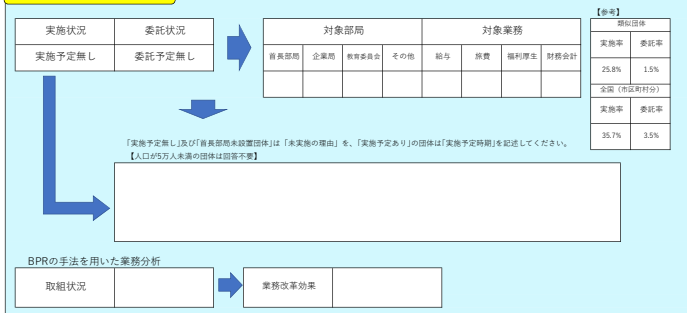 【参考】
実施状況 委託状況 対象部局 対象業務 類似団体
実施予定無し 委託予定無し 首長部局 企業局 教育委員会 その他 給与 旅費 福利厚生 財務会計 実施率 委託率
25.8% 1.5%
全国（市区町村分）
実施率 委託率
35.7% 3.5%
「実施予定無し」及び「首長部局未設置団体」は「未実施の理由」を、「実施予定あり」の団体は「実施予定時期」を記述してください。
【人口が5万人未満の団体は回答不要】
BPRの手法を用いた業務分析
取組状況 業務改革効果